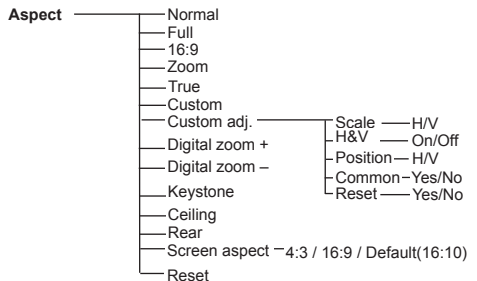 Aspect Normal
Full
16:9
Zoom
True
Custom
Custom adj. Scale H/V
H&V On/Off
Position H/V
Common Yes/No
Reset Yes/No
Digital zoom +
Digital zoom –
Keystone
Ceiling
Rear
Screen aspect 4:3 / 16:9 / Default(16:10)
Reset